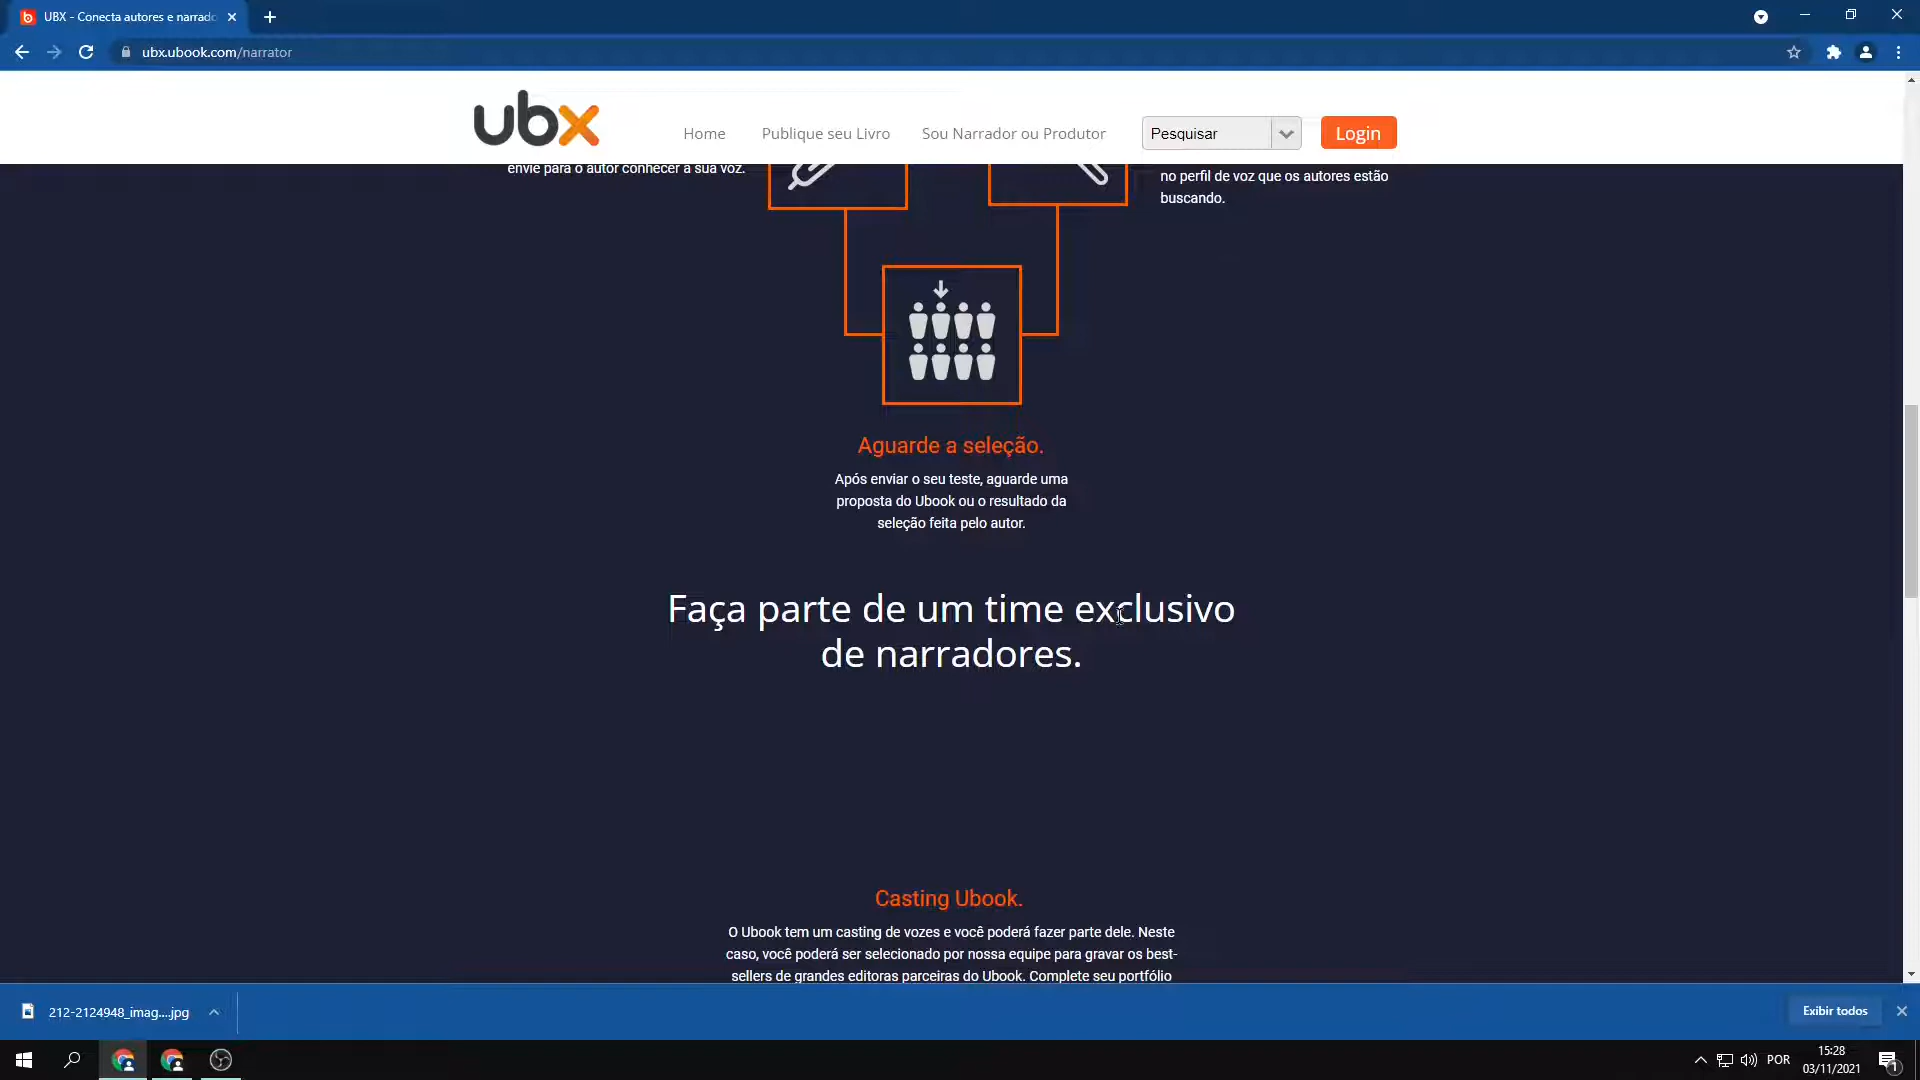 UBX - Conecta autores e narrado
ubx.ubook.com/narrator
ubx
Home
Publique seu Livro
Sou Narrador ou Produtor
Pesquisar
Login
envie para o autor conhecer a sua voz.
no perfil de voz que os autores estão
buscando.
Aguarde a seleção.
Após enviar o seu teste, aguarde uma
proposta do Ubook ou o resultado da
seleção feita pelo autor.
Faça parte de um time exclusivo
de narradores.
Casting Ubook.
O Ubook tem um casting de vozes e você poderá fazer parte dele. Neste
caso, você poderá ser selecionado por nossa equipe para gravar os best-
sellers de grandes editoras parceiras do Ubook. Complete seu portfólio
212-2124948_imag....jpg
Exibir todos
POR
15:28
03/11/2021
1